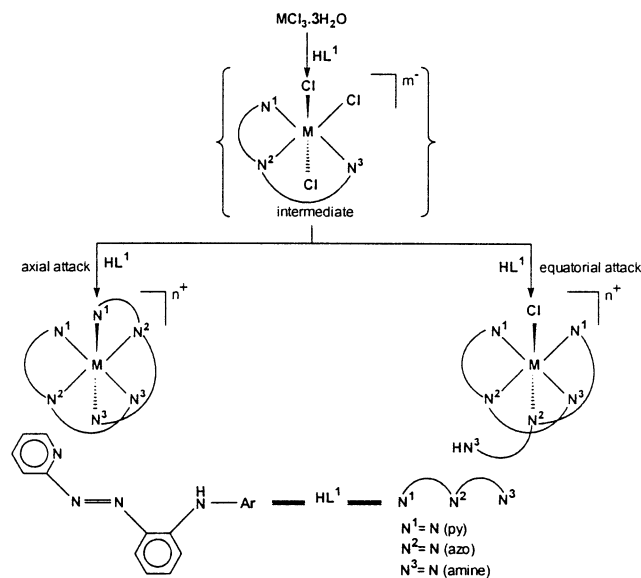 MCl3.3H2O
HL1
Cl
m-
N1
Cl
M
N2
N3
Cl
intermediate
axial attack
HL1
HL1
equatorial attack
N1
n+
Cl
n+
N1
N2
N1
N1
M
M
N2
N3
N2
N3
N3
N2
HN3
N
N
N
H
N
Ar
HL1
N1
N2
N3
N1= N (py)
N2= N (azo)
N3= N (amine)